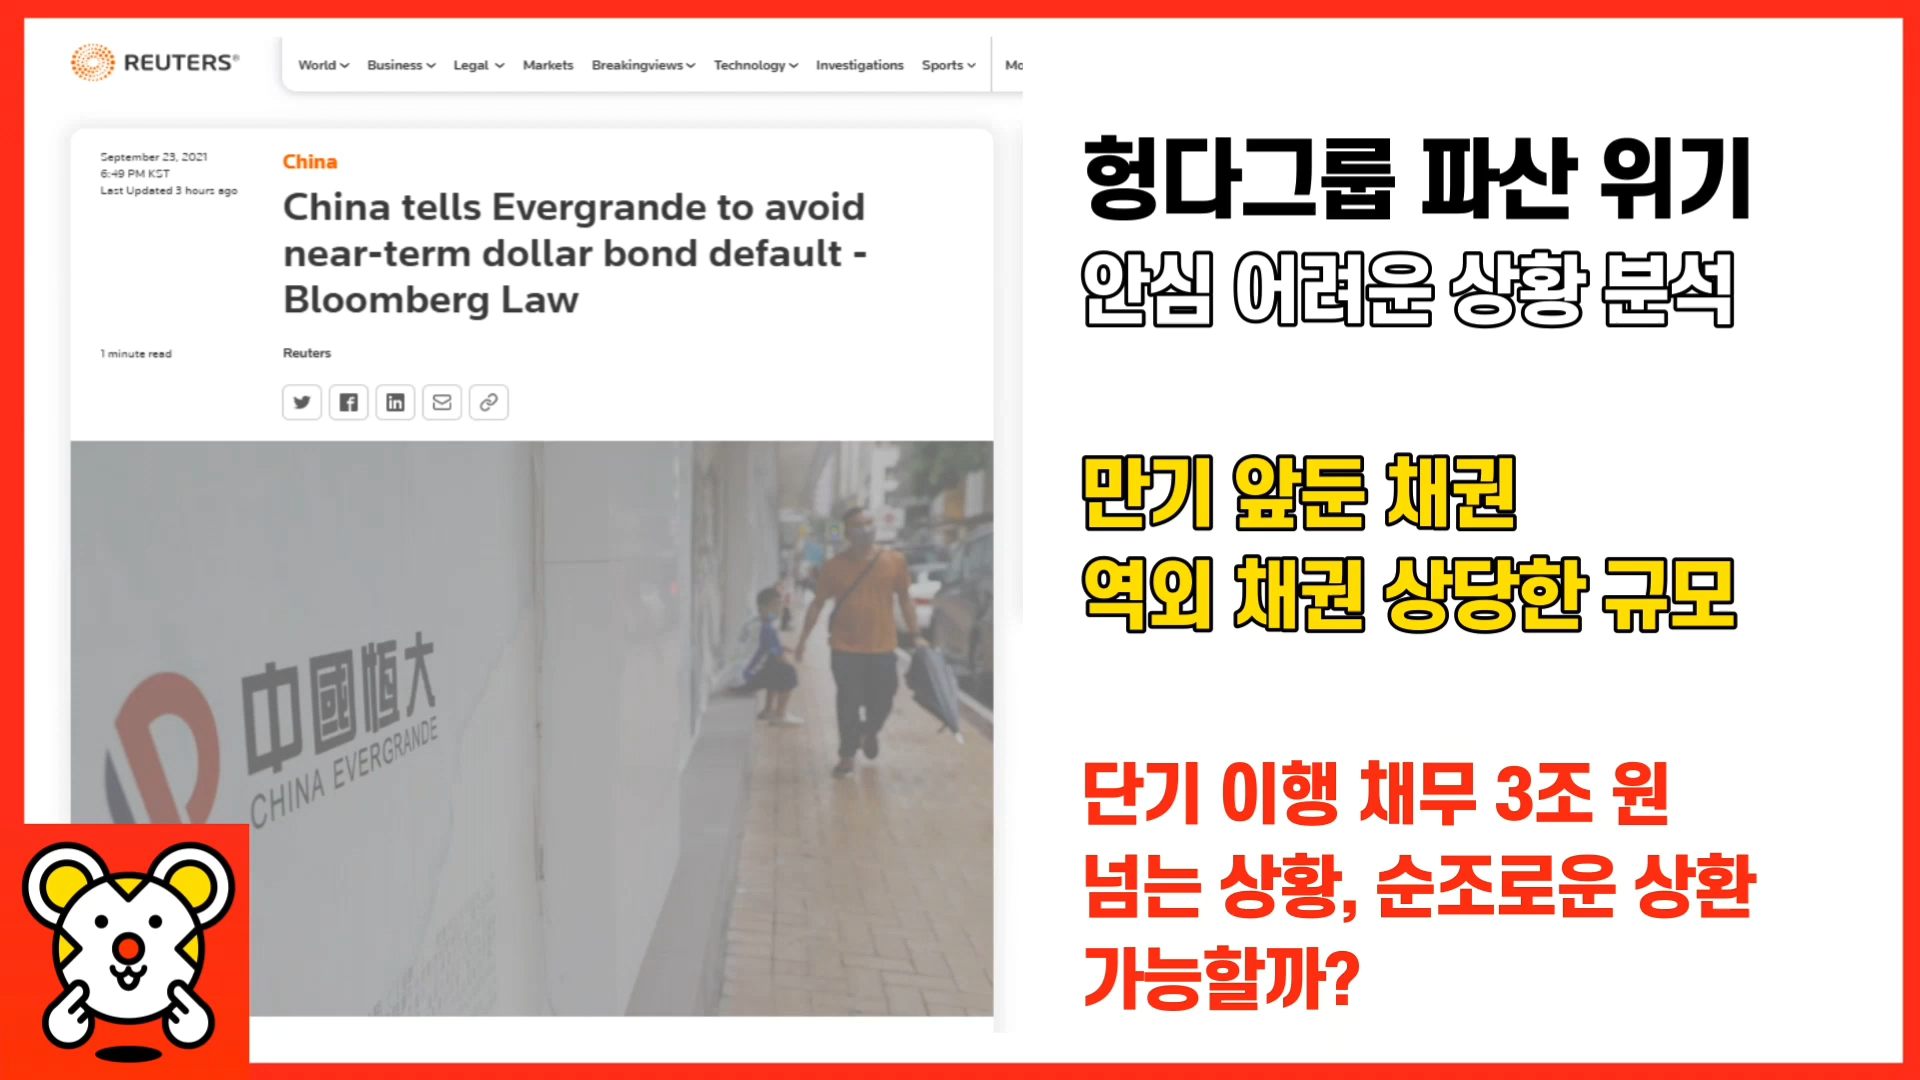 REUTERS®
World Business Legal Markets Breakingviews Technology Investigations Sports Mo
September 23, 2021
6:49 PM KST
Last Updated 3 hours ago
China
China tells Evergrande to avoid
near-term dollar bond default -
Bloomberg Law
1 minute read
Reuters
in
中國恆大
CHINA EVERGRANDE
헝다그룹 파산 위기
안심 어려운 상황 분석
만기 앞둔 채권
역외 채권 상당한 규모
단기 이행 채무 3조 원
넘는 상황, 순조로운 상환
가능할까?